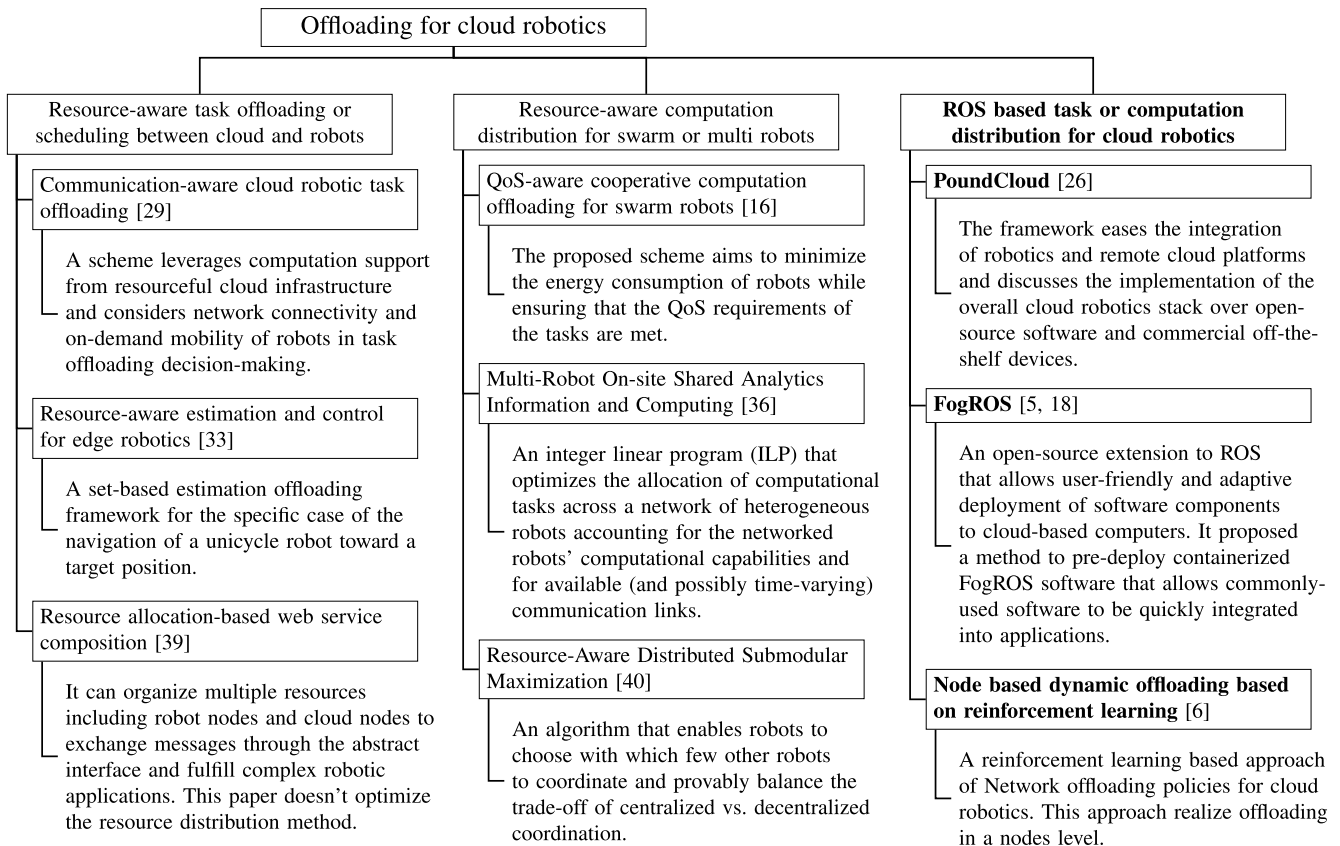 Offloading for cloud robotics
Resource-aware task offloading or
scheduling between cloud and robots
Communication-aware cloud robotic task
offloading [29]
A scheme leverages computation support
from resourceful cloud infrastructure
and considers network connectivity and
on-demand mobility of robots in task
offloading decision-making.
Resource-aware estimation and control
for edge robotics [33]
A set-based estimation offloading
framework for the specific case of the
navigation of a unicycle robot toward a
target position.
Resource allocation-based web service
composition [39]
It can organize multiple resources
including robot nodes and cloud nodes to
exchange messages through the abstract
interface and fulfill complex robotic
applications. This paper doesn't optimize
the resource distribution method.
Resource-aware computation
distribution for swarm or multi robots
QoS-aware cooperative computation
offloading for swarm robots [16]
The proposed scheme aims to minimize
the energy consumption of robots while
ensuring that the QoS requirements of
the tasks are met.
Multi-Robot On-site Shared Analytics
Information and Computing [36]
An integer linear program (ILP) that
optimizes the allocation of computational
tasks across a network of heterogeneous
robots accounting for the networked
robots' computational capabilities and
for available (and possibly time-varying)
communication links.
Resource-Aware Distributed Submodular
Maximization [40]
An algorithm that enables robots to
choose with which few other robots
to coordinate and provably balance the
trade-off of centralized vs. decentralized
coordination.
ROS based task or computation
distribution for cloud robotics
PoundCloud [26]
The framework eases the integration
of robotics and remote cloud platforms
and discusses the implementation of the
overall cloud robotics stack over open-
source software and commercial off-the-
shelf devices.
FogROS [5, 18]
An open-source extension to ROS
that allows user-friendly and adaptive
deployment of software components
to cloud-based computers. It proposed
a method to pre-deploy containerized
FogROS software that allows commonly-
used software to be quickly integrated
into applications.
Node based dynamic offloading based
on reinforcement learning [6]
A reinforcement learning based approach
of Network offloading policies for cloud
robotics. This approach realize offloading
in a nodes level.